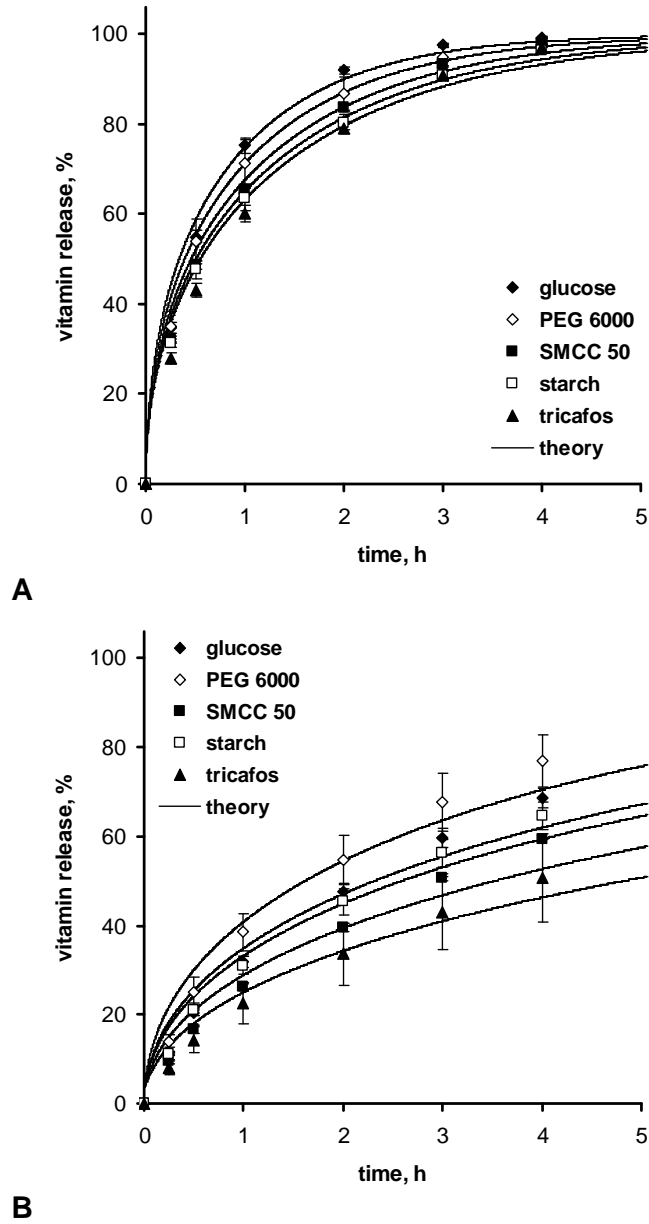 100
80
60
40
20
0
vitamin release, %
glucose
PEG 6000
SMCC 50
starch
tricafos
theory
0 1 2 3 4 5
time, h
A
glucose
PEG 6000
SMCC 50
starch
tricafos
theory
100
80
60
40
20
0
vitamin release, %
0 1 2 3 4 5
time, h
B